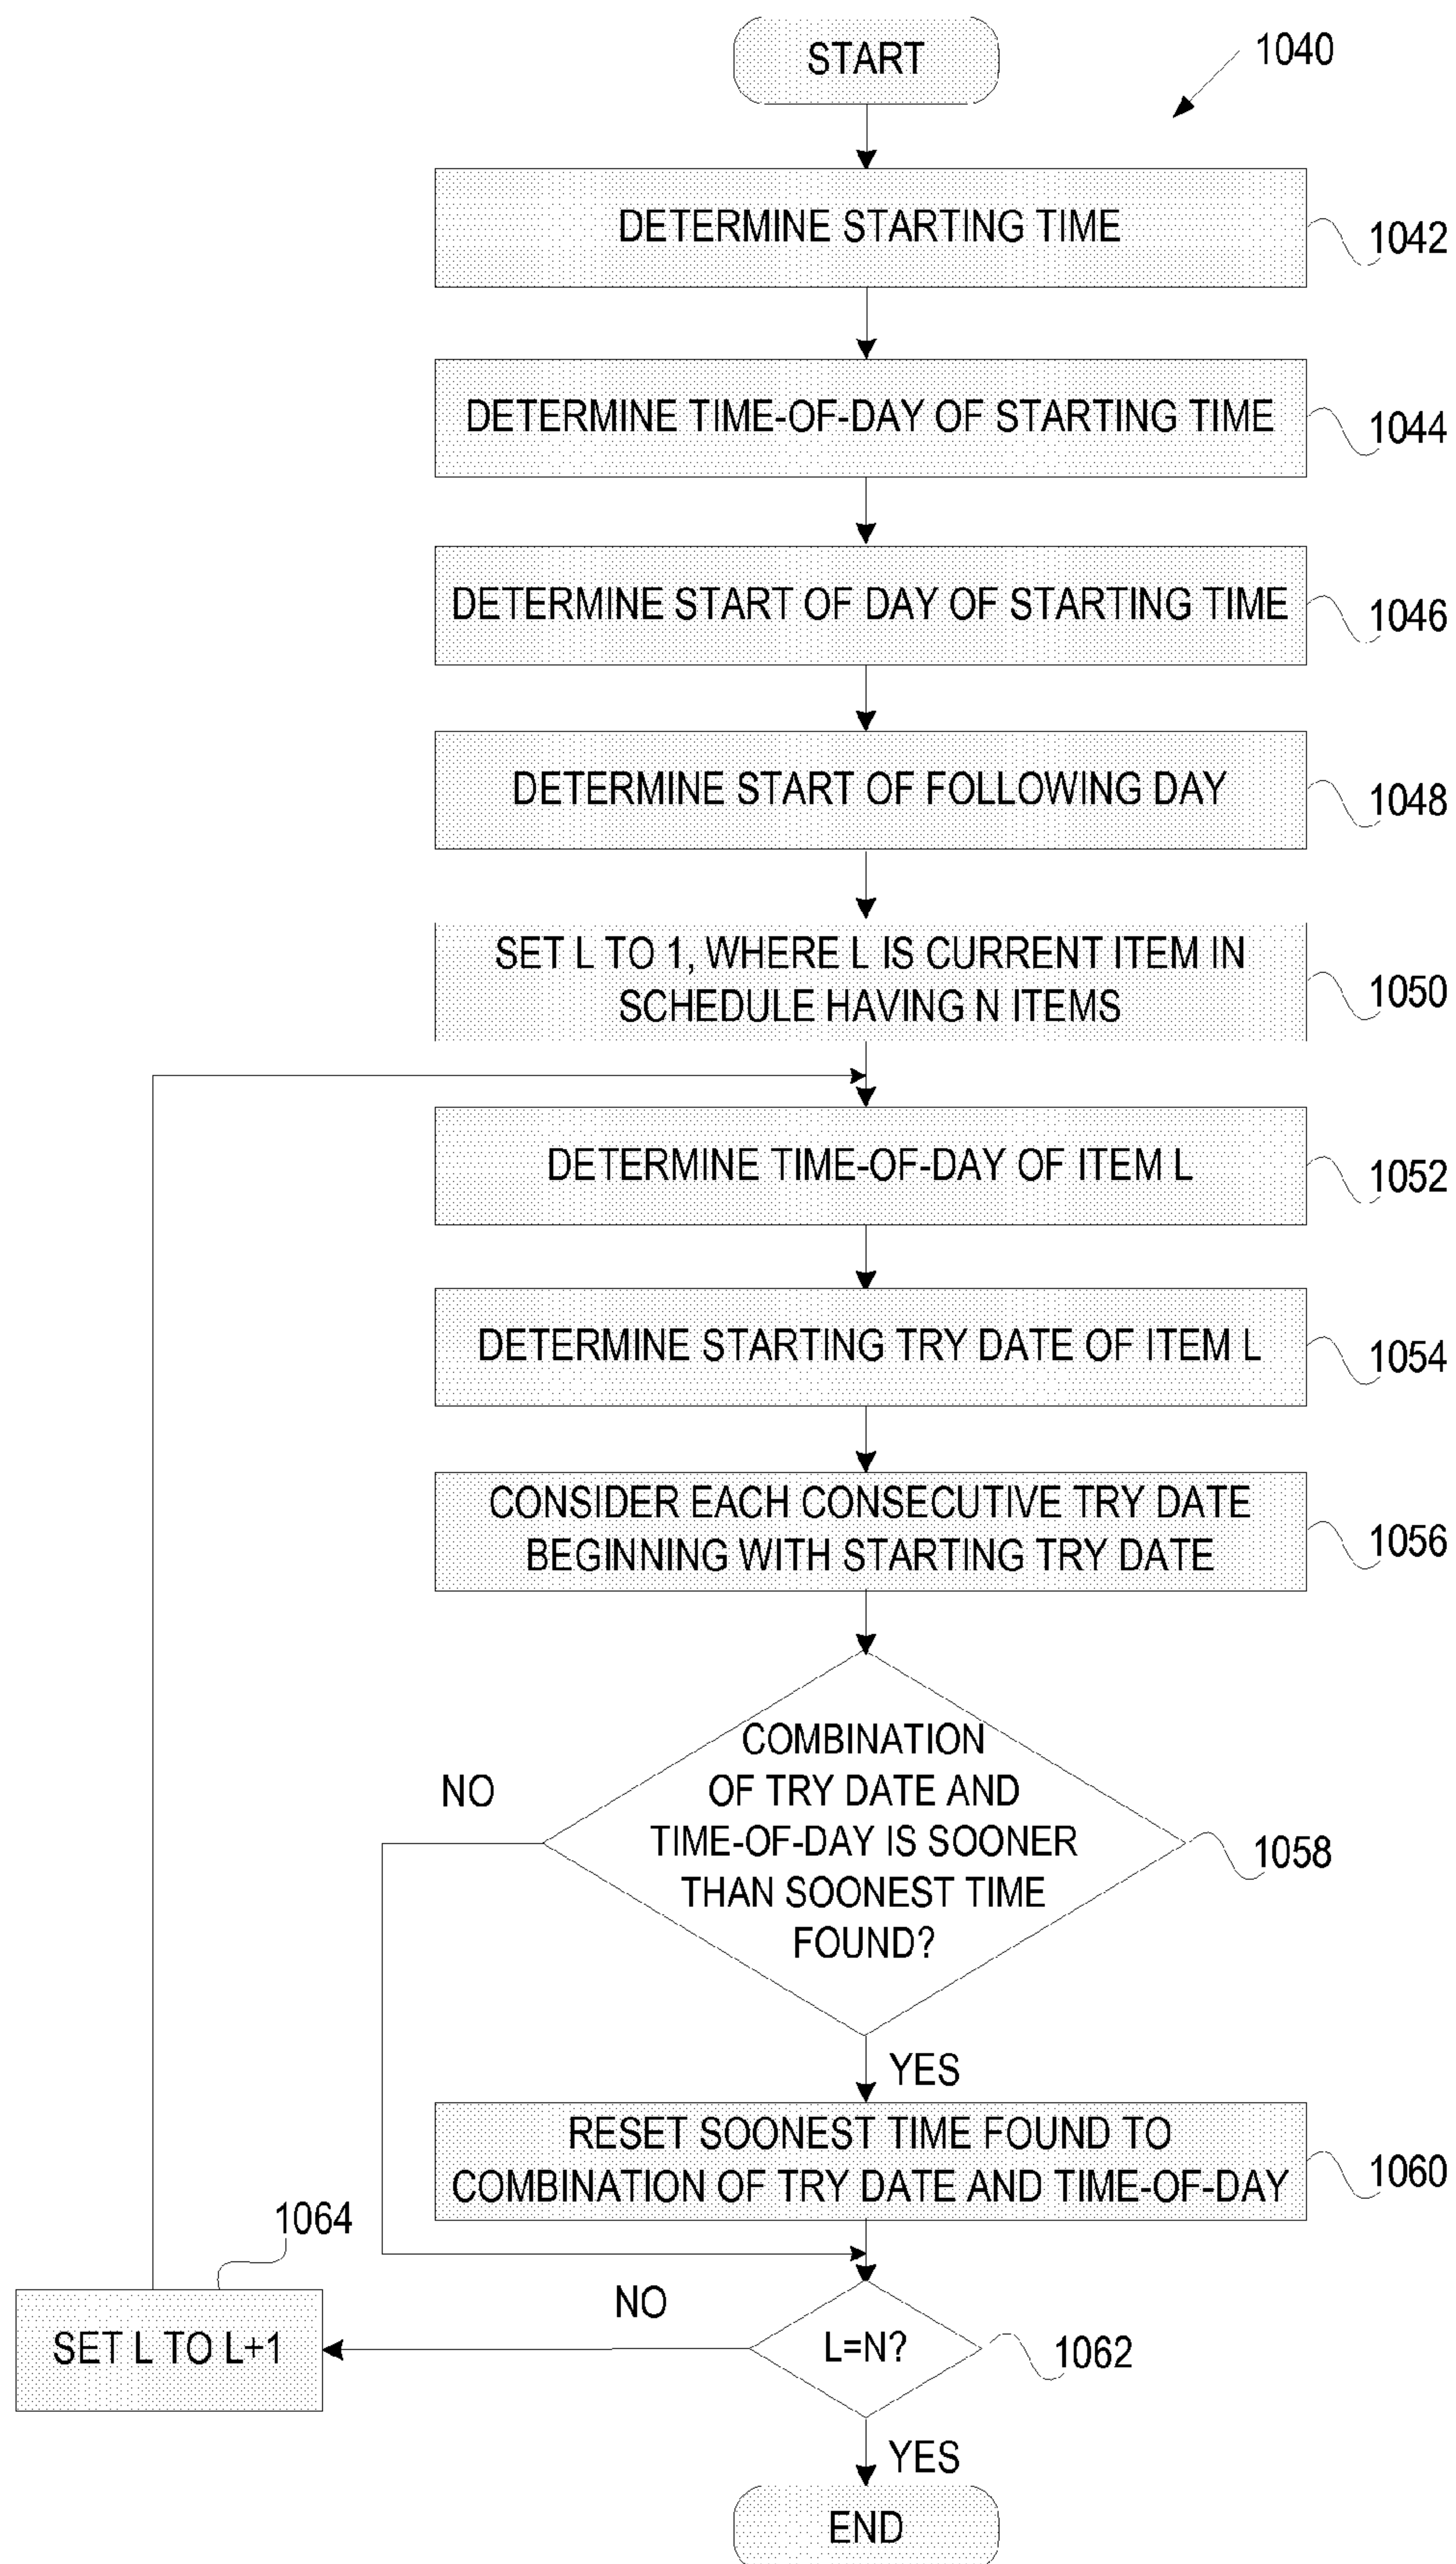 START
1040
DETERMINE STARTING TIME
1042
DETERMINE TIME-OF-DAY OF STARTING TIME
1044
DETERMINE START OF DAY OF STARTING TIME
1046
DETERMINE START OF FOLLOWING DAY
1048
SET L TO 1, WHERE L IS CURRENT ITEM IN
SCHEDULE HAVING N ITEMS
1050
DETERMINE TIME-OF-DAY OF ITEM L
1052
DETERMINE STARTING TRY DATE OF ITEM L
1054
CONSIDER EACH CONSECUTIVE TRY DATE
BEGINNING WITH STARTING TRY DATE
1056
COMBINATION
OF TRY DATE AND
TIME-OF-DAY IS SOONER
THAN SOONEST TIME
FOUND?
NO
1058
YES
RESET SOONEST TIME FOUND TO
COMBINATION OF TRY DATE AND TIME-OF-DAY
1060
1064
SET L TO L+1
NO
L=N?
1062
YES
END